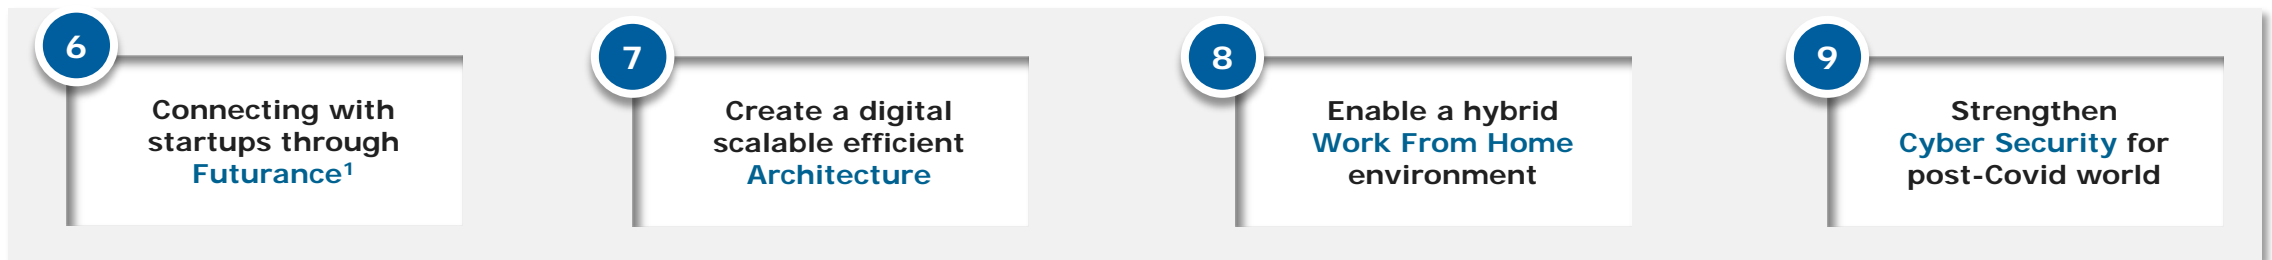 6
Connecting with
startups through
Futurance¹
7
Create a digital
scalable efficient
Architecture
8
Enable a hybrid
Work From Home
environment
9
Strengthen
Cyber Security for
post-Covid world